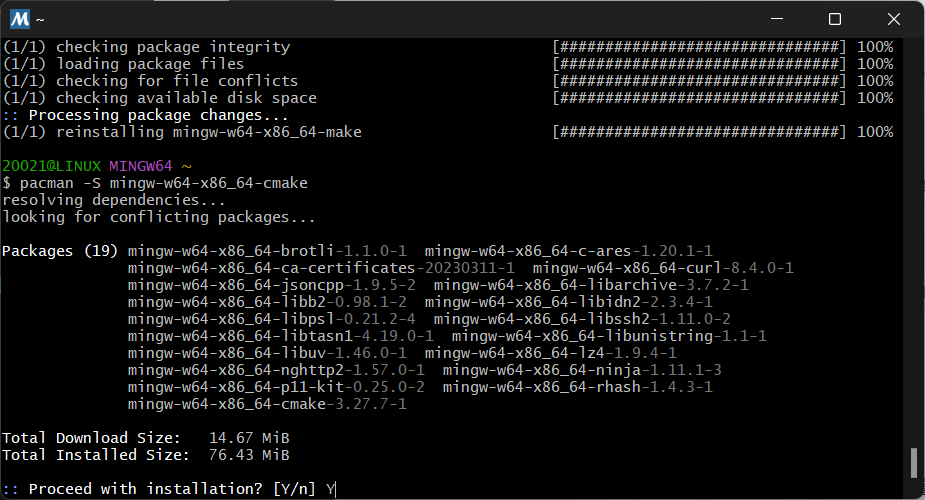 M ~
(1/1) checking package integrity [###############################] 100%
(1/1) loading package files [###############################] 100%
(1/1) checking for file conflicts [###############################] 100%
(1/1) checking available disk space [###############################] 100%
:: Processing package changes...
(1/1) reinstalling mingw-w64-x86_64-make [###############################] 100%
20021@LINUX MINGW64 ~
$ pacman -S mingw-w64-x86_64-cmake
resolving dependencies...
looking for conflicting packages...
Packages (19) mingw-w64-x86_64-brotli-1.1.0-1 mingw-w64-x86_64-c-ares-1.20.1-1
mingw-w64-x86_64-ca-certificates-20230311-1 mingw-w64-x86_64-curl-8.4.0-1
mingw-w64-x86_64-jsoncpp-1.9.5-2 mingw-w64-x86_64-libarchive-3.7.2-1
mingw-w64-x86_64-libb2-0.98.1-2 mingw-w64-x86_64-libidn2-2.3.4-1
mingw-w64-x86_64-libpsl-0.21.2-4 mingw-w64-x86_64-libssh2-1.11.0-2
mingw-w64-x86_64-libtasn1-4.19.0-1 mingw-w64-x86_64-libunistring-1.1-1
mingw-w64-x86_64-libuv-1.46.0-1 mingw-w64-x86_64-lz4-1.9.4-1
mingw-w64-x86_64-nghttp2-1.57.0-1 mingw-w64-x86_64-ninja-1.11.1-3
mingw-w64-x86_64-p11-kit-0.25.0-2 mingw-w64-x86_64-rhash-1.4.3-1
mingw-w64-x86_64-cmake-3.27.7-1
Total Download Size: 14.67 MiB
Total Installed Size: 76.43 MiB
:: Proceed with installation? [Y/n] Y